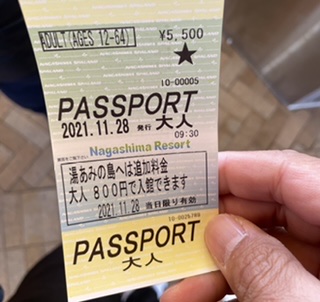 ADULT(AGES 12-64) ¥5,500
★
10-00005
PASSPORT
2021.11.28 発行 大人
09:30
Nagashima Resort
湯あみの島へは追加料金
大人 800円で入館できます
2021.11.28 当日限り有効
PASSPORT
大人